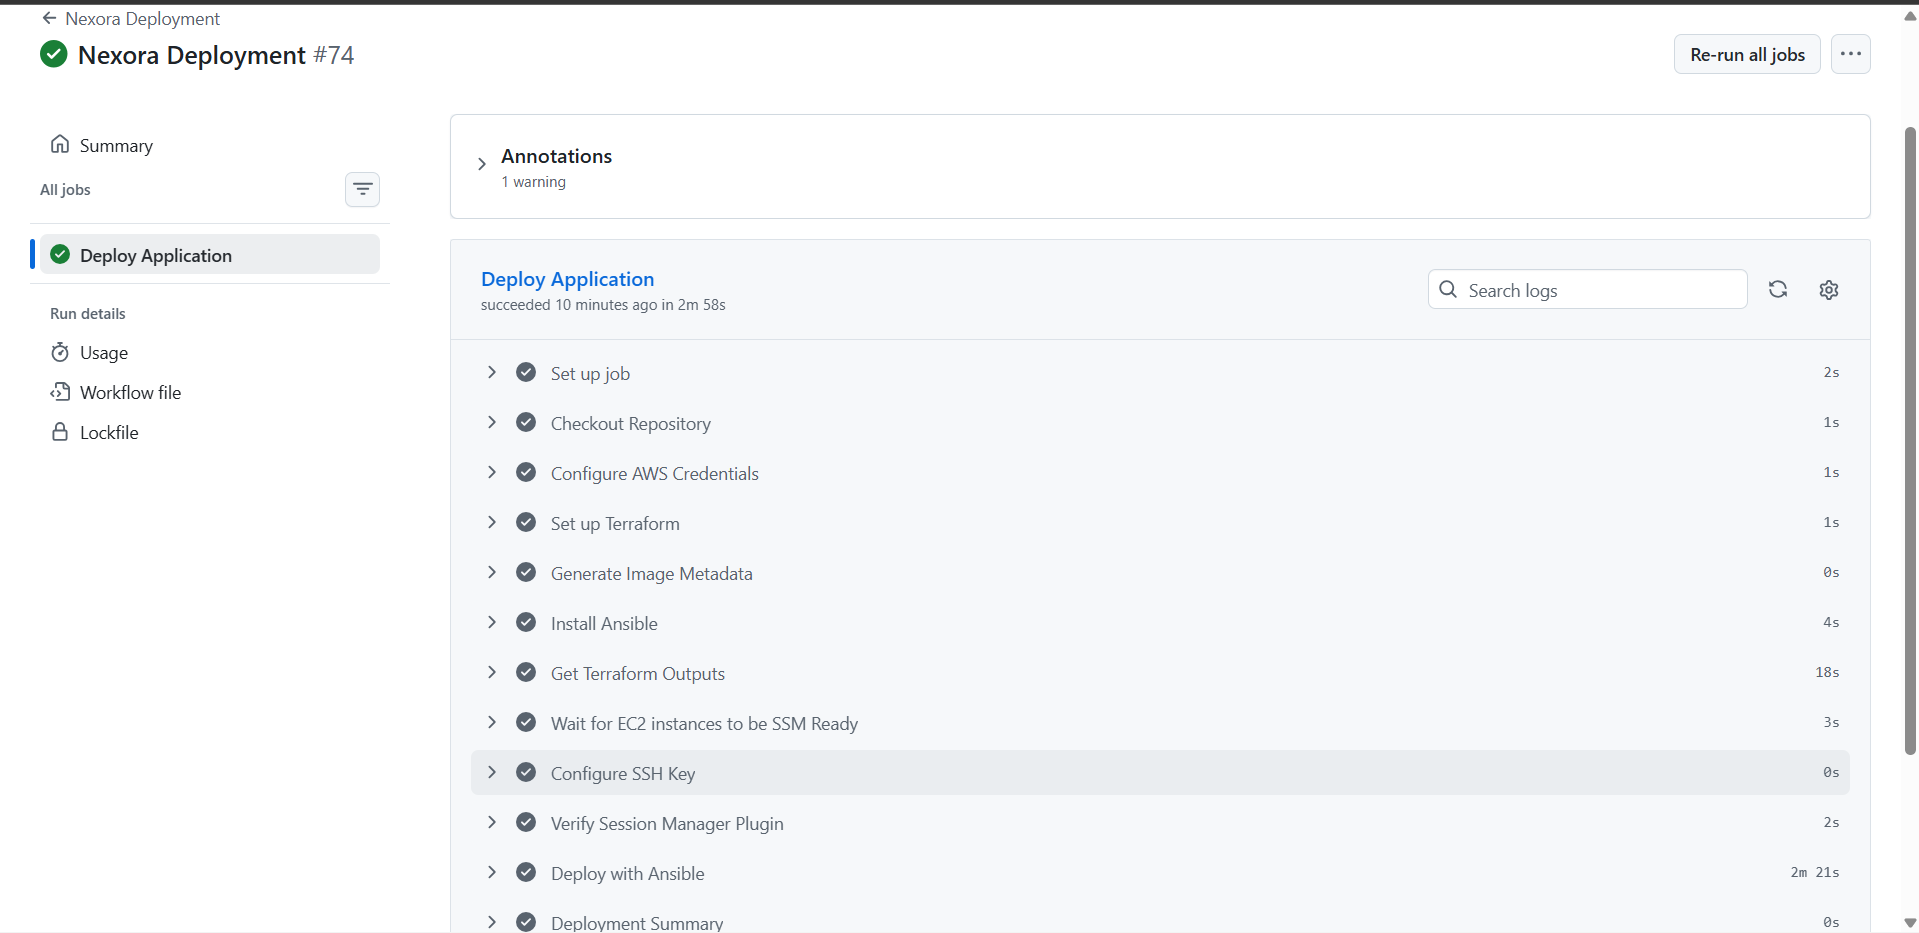 Nexora Deployment
Nexora Deployment #74
Re-run all jobs
Summary
All jobs
Deploy Application
Run details
Usage
Workflow file
Lockfile
Annotations
1 warning
Deploy Application
succeeded 10 minutes ago in 2m 58s
Search logs
Set up job 2s
Checkout Repository 1s
Configure AWS Credentials 1s
Set up Terraform 1s
Generate Image Metadata 0s
Install Ansible 4s
Get Terraform Outputs 18s
Wait for EC2 instances to be SSM Ready 3s
Configure SSH Key 0s
Verify Session Manager Plugin 2s
Deploy with Ansible 2m 21s
Deployment Summary 0s